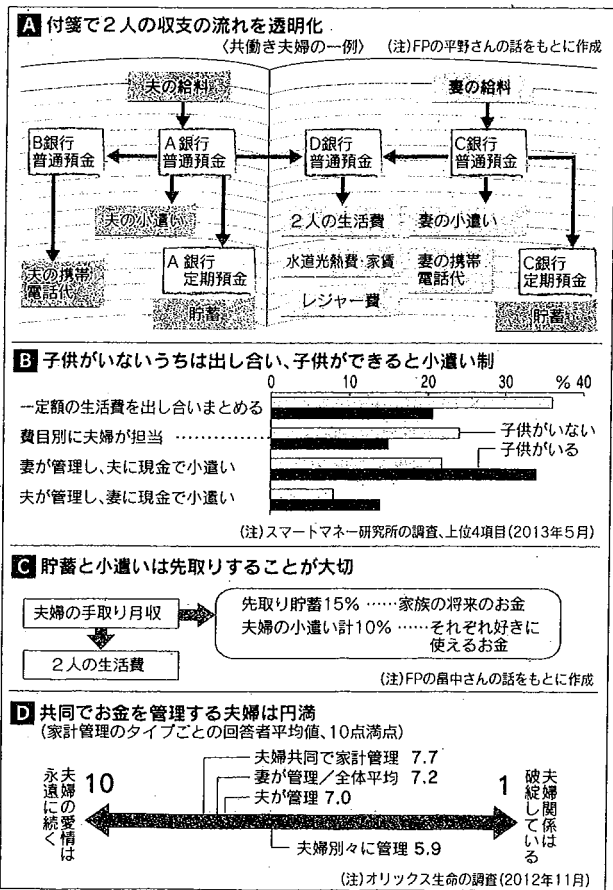 A 付箋で2人の収支の流れを透明化
〈共働き夫婦の一例〉 (注)FPの平野さんの話をもとに作成
夫の給料
妻の給料
B銀行
普通預金
A銀行
普通預金
D銀行
普通預金
C銀行
普通預金
夫の小遣い
2人の生活費
妻の小遣い
夫の携帯
電話代
A銀行
定期預金
水道光熱費・家賃
妻の携帯
電話代
C銀行
定期預金
貯蓄
レジャー費
貯蓄
B 子供がいないうちは出し合い、子供ができると小遣い制
0 10 20 30 % 40
一定額の生活費を出し合いまとめる
費目別に夫婦が担当
子供がいない
子供がいる
妻が管理し、夫に現金で小遣い
夫が管理し、妻に現金で小遣い
(注)スマートマネー研究所の調査、上位4項目(2013年5月)
C 貯蓄と小遣いは先取りすることが大切
夫婦の手取り月収
2人の生活費
先取り貯蓄15% ……家族の将来のお金
夫婦の小遣い計10% ……それぞれ好きに
使えるお金
(注)FPの畠中さんの話をもとに作成
D 共同でお金を管理する夫婦は円満
(家計管理のタイプごとの回答者平均値、10点満点)
夫婦の愛情は
永遠に続く
10
夫婦共同で家計管理 7.7
妻が管理/全体平均 7.2
夫が管理 7.0
夫婦別々に管理 5.9
1
夫婦関係は
破綻している
(注)オリックス生命の調査(2012年11月)